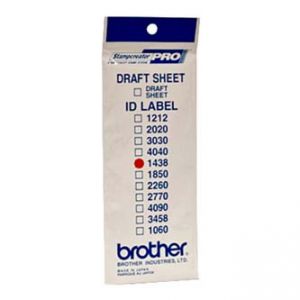 Stampcreator PRO
DRAFT SHEET
DRAFT
SHEET
ID LABEL
1212
2020
3030
4040
1438
1850
2260
2770
4090
3458
1060
brother
BROTHER INDUSTRIES, LTD.
MADE IN JAPAN